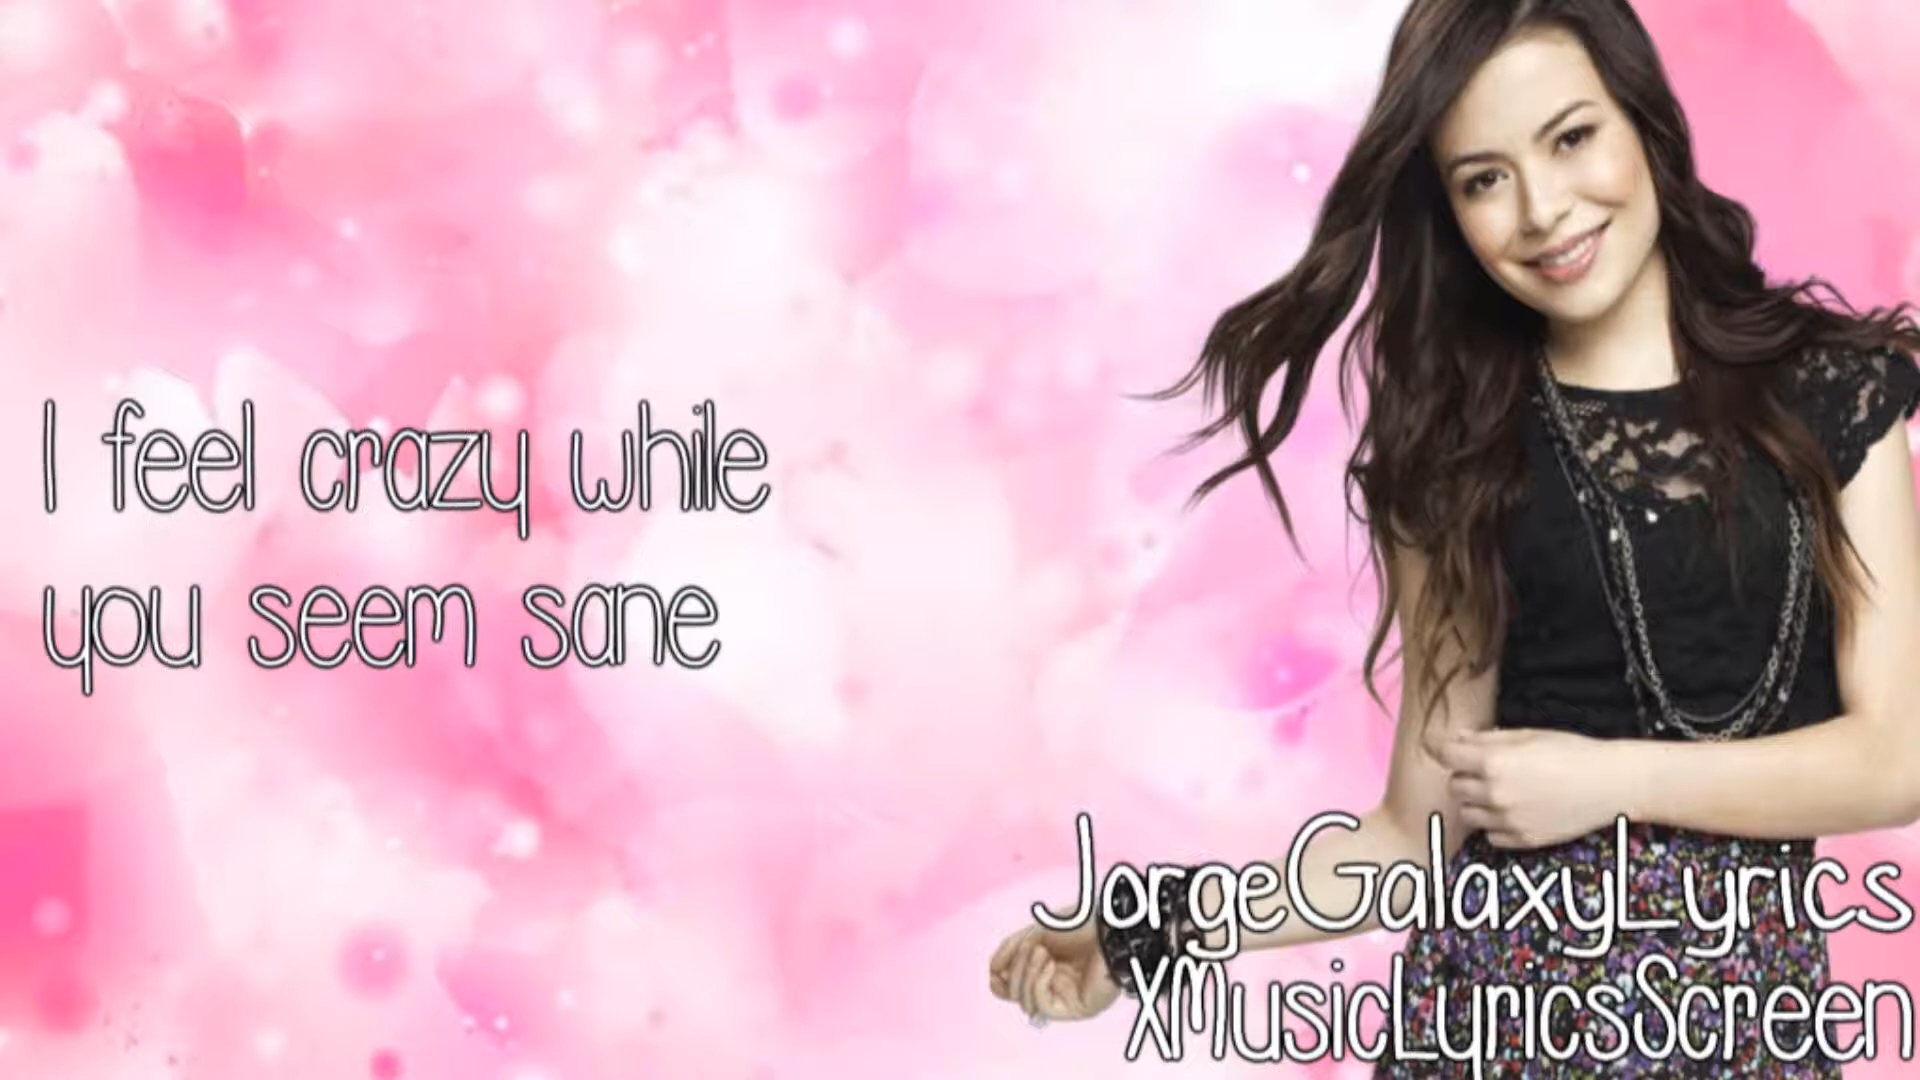 I feel crazy while
you seem sane
JorgeGalaxyLyrics
XMusicLyricsScreen